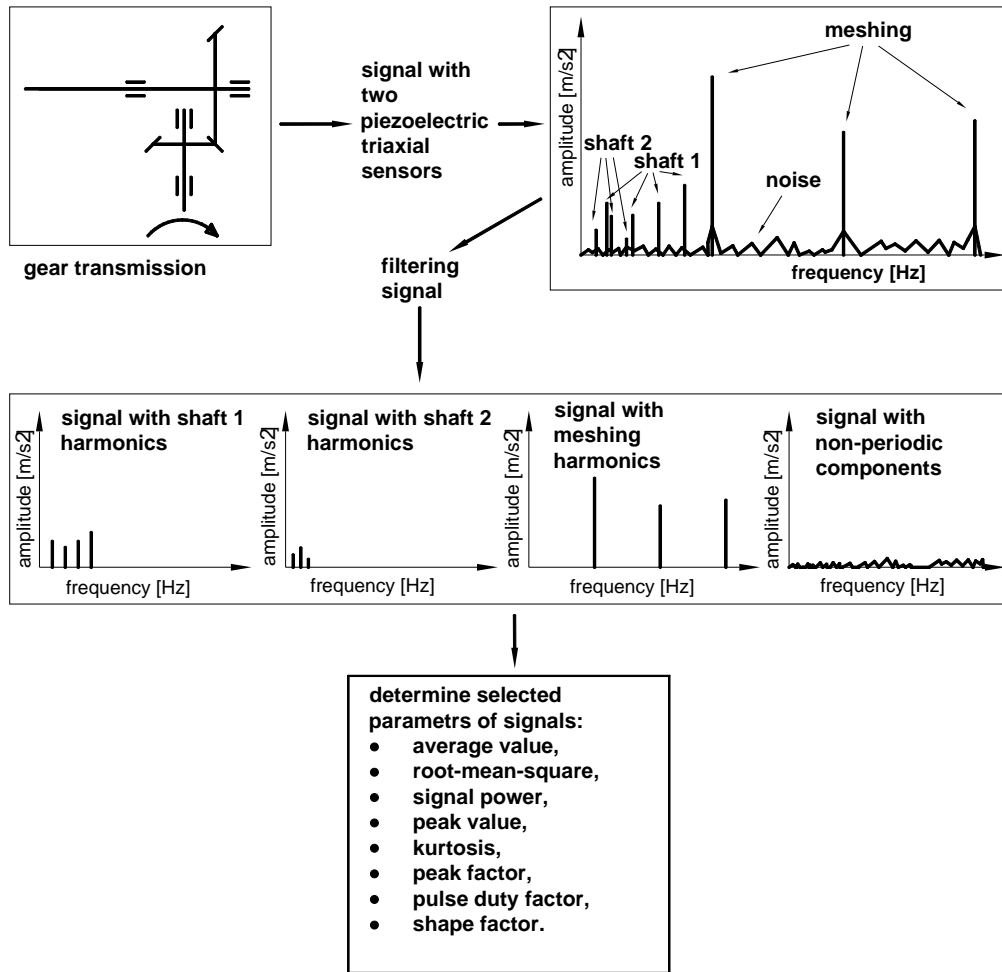 gear transmission
signal with
two
piezoelectric
triaxial
sensors
amplitude [m/s2]
meshing
shaft 2
shaft 1
noise
frequency [Hz]
filtering
signal
signal with shaft 1
harmonics
amplitude [m/s2]
frequency [Hz]
signal with shaft 2
harmonics
amplitude [m/s2]
frequency [Hz]
signal with
meshing
harmonics
amplitude [m/s2]
frequency [Hz]
signal with
non-periodic
components
amplitude [m/s2]
frequency [Hz]
determine selected
parametrs of signals:
● average value,
● root-mean-square,
● signal power,
● peak value,
● kurtosis,
● peak factor,
● pulse duty factor,
● shape factor.